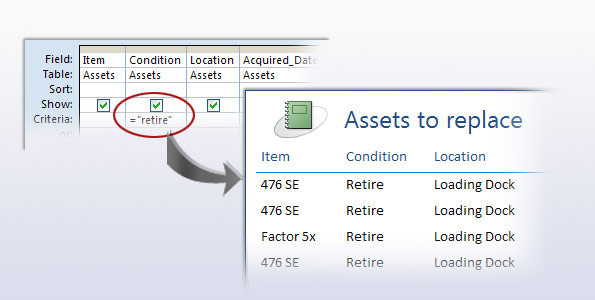 Field: Item Condition Location Acquired_Date
Table: Assets Assets Assets Assets
Sort:
Show:
Criteria: ="retire"
or:
Assets to replace
Item Condition Location
476 SE Retire Loading Dock
476 SE Retire Loading Dock
Factor 5x Retire Loading Dock
476 SE Retire Loading Dock